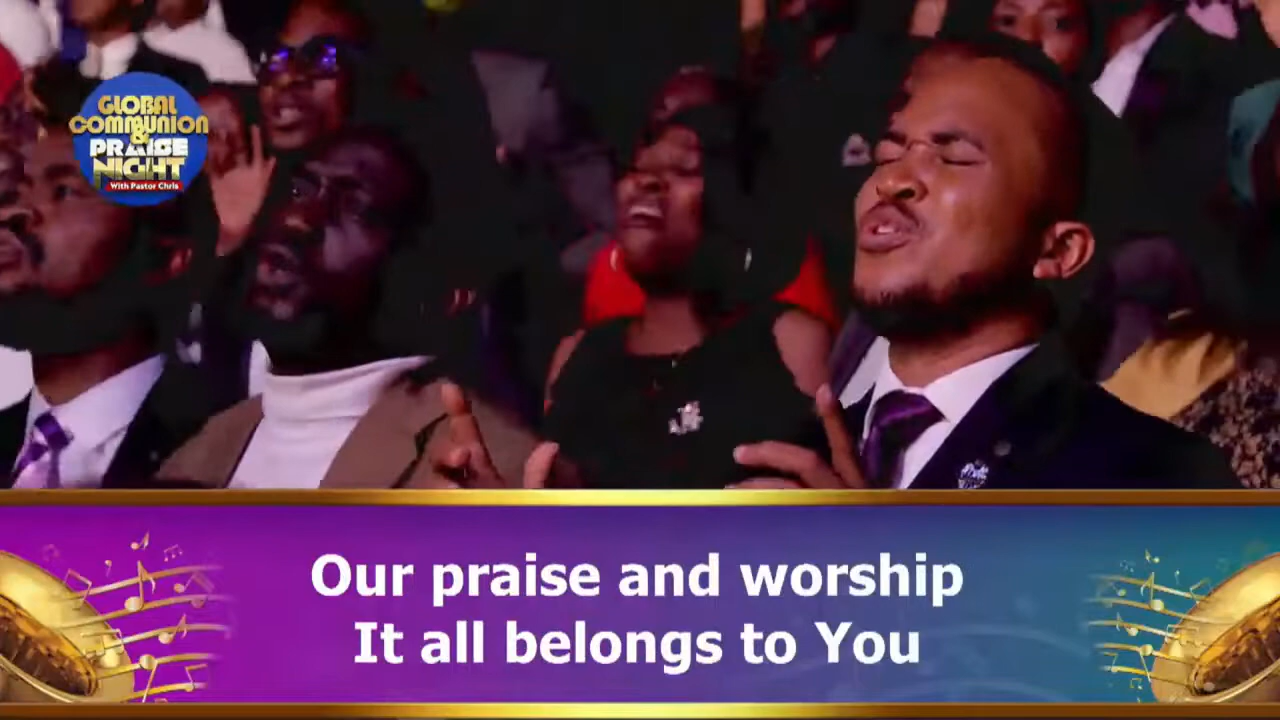 GLOBAL
COMMUNION
&
PRAISE
NIGHT
With Pastor Chris
Our praise and worship
It all belongs to You